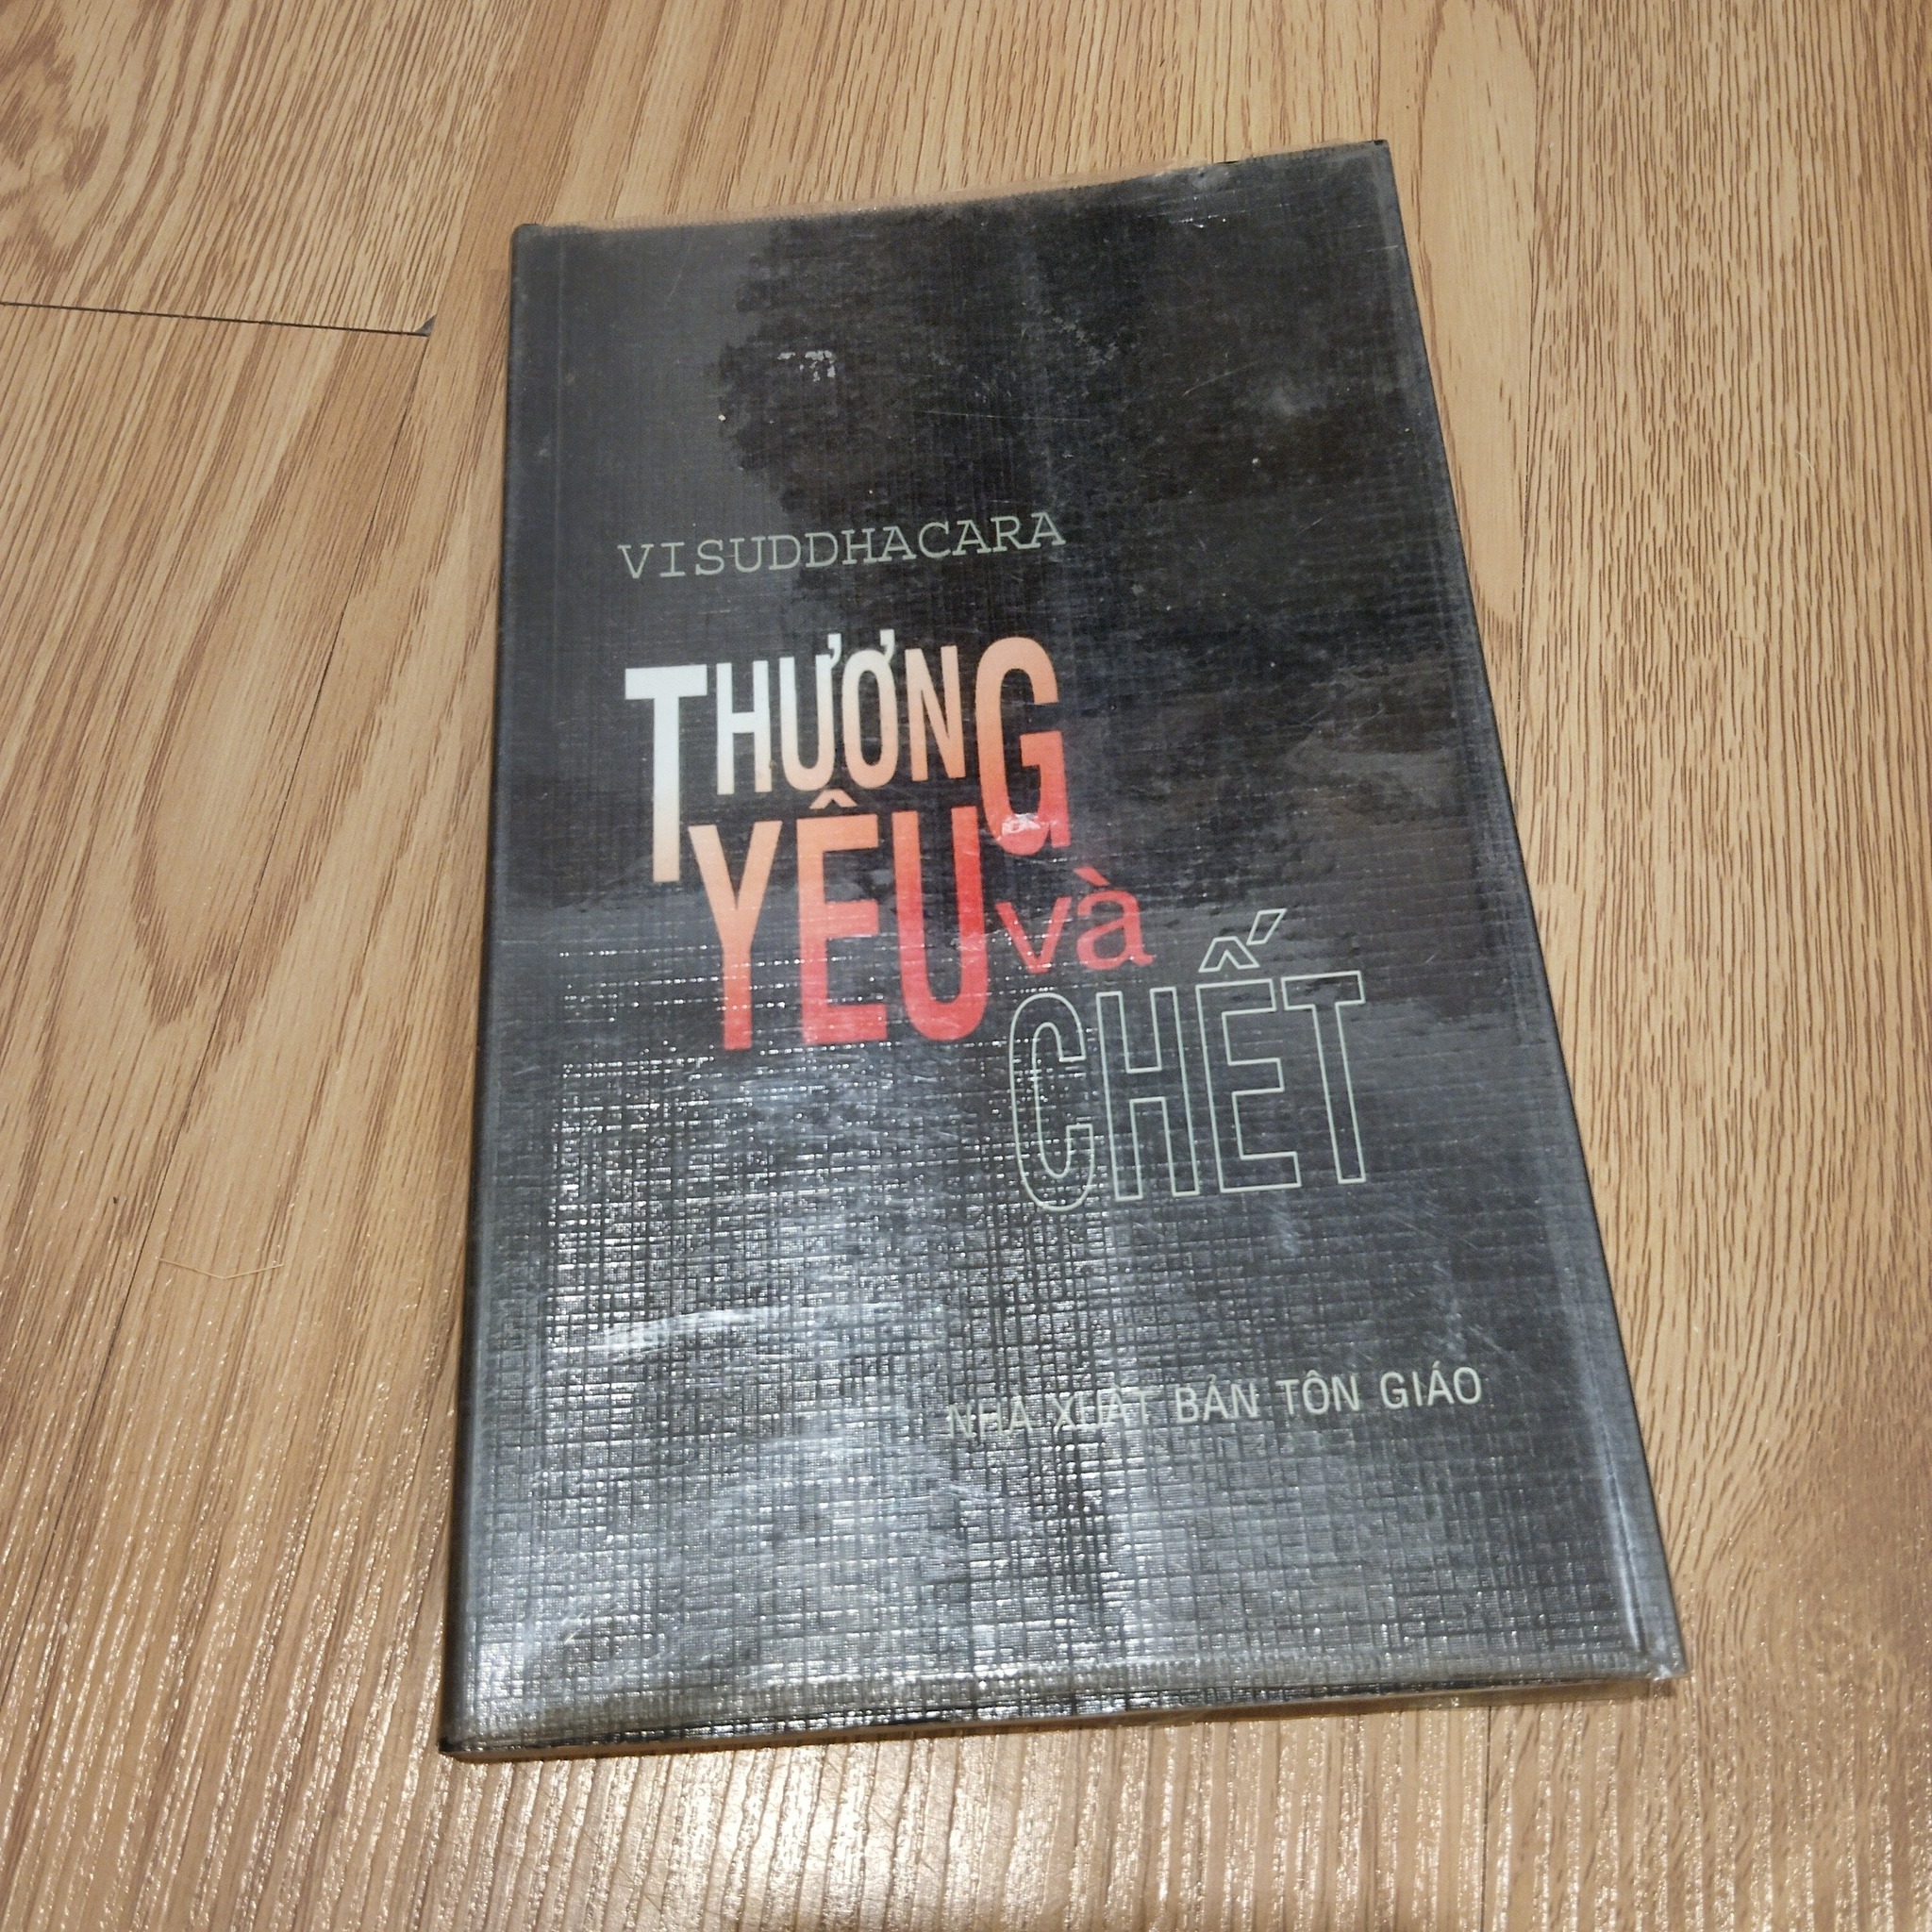 VISUDDHACARA
THƯƠNG
YÊU và
CHẾT
NHÀ XUẤT BẢN TÔN GIÁO